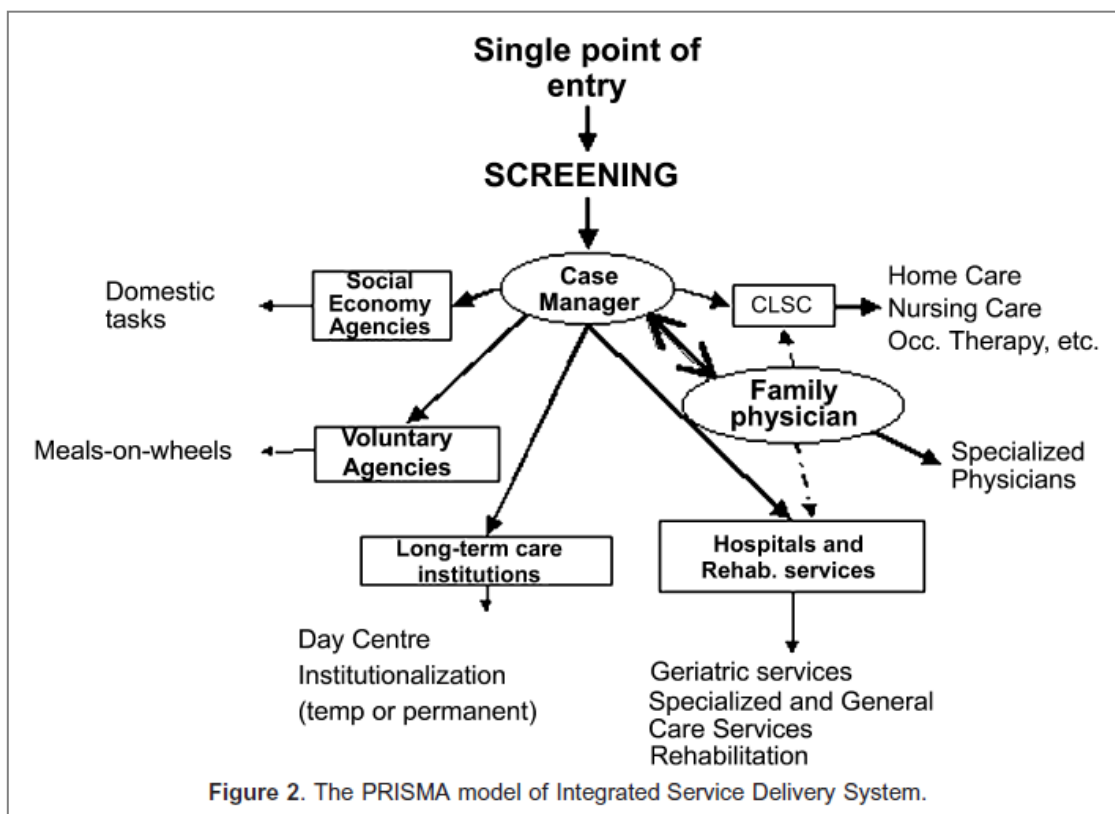 Single point of
entry
SCREENING
Case
Manager
Social
Economy
Agencies
Domestic
tasks
CLSC
Home Care
Nursing Care
Occ. Therapy, etc.
Family
physician
Voluntary
Agencies
Meals-on-wheels
Specialized
Physicians
Long-term care
institutions
Hospitals and
Rehab. services
Day Centre
Institutionalization
(temp or permanent)
Geriatric services
Specialized and General
Care Services
Rehabilitation
Figure 2. The PRISMA model of Integrated Service Delivery System.